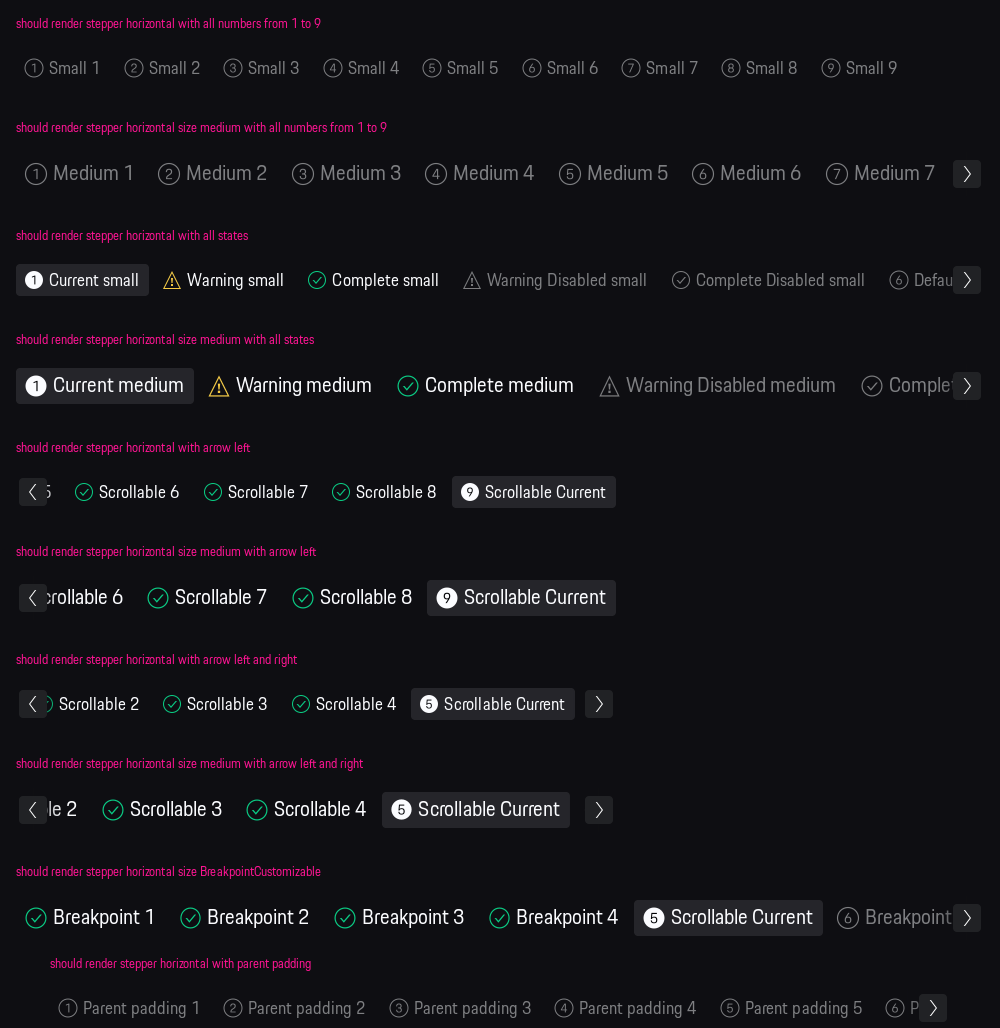 should render stepper horizontal with all numbers from 1 to 9
1 Small 1 2 Small 2 3 Small 3 4 Small 4 5 Small 5 6 Small 6 7 Small 7 8 Small 8 9 Small 9
should render stepper horizontal size medium with all numbers from 1 to 9
1 Medium 1 2 Medium 2 3 Medium 3 4 Medium 4 5 Medium 5 6 Medium 6 7 Medium 7
should render stepper horizontal with all states
1 Current small Warning small Complete small Warning Disabled small Complete Disabled small 6 Defau
should render stepper horizontal size medium with all states
1 Current medium Warning medium Complete medium Warning Disabled medium Complet
should render stepper horizontal with arrow left
5 Scrollable 6 Scrollable 7 Scrollable 8 9 Scrollable Current
should render stepper horizontal size medium with arrow left
crollable 6 Scrollable 7 Scrollable 8 9 Scrollable Current
should render stepper horizontal with arrow left and right
Scrollable 2 Scrollable 3 Scrollable 4 5 Scrollable Current
should render stepper horizontal size medium with arrow left and right
le 2 Scrollable 3 Scrollable 4 5 Scrollable Current
should render stepper horizontal size BreakpointCustomizable
Breakpoint 1 Breakpoint 2 Breakpoint 3 Breakpoint 4 5 Scrollable Current 6 Breakpoint
should render stepper horizontal with parent padding
1 Parent padding 1 2 Parent padding 2 3 Parent padding 3 4 Parent padding 4 5 Parent padding 5 6 P